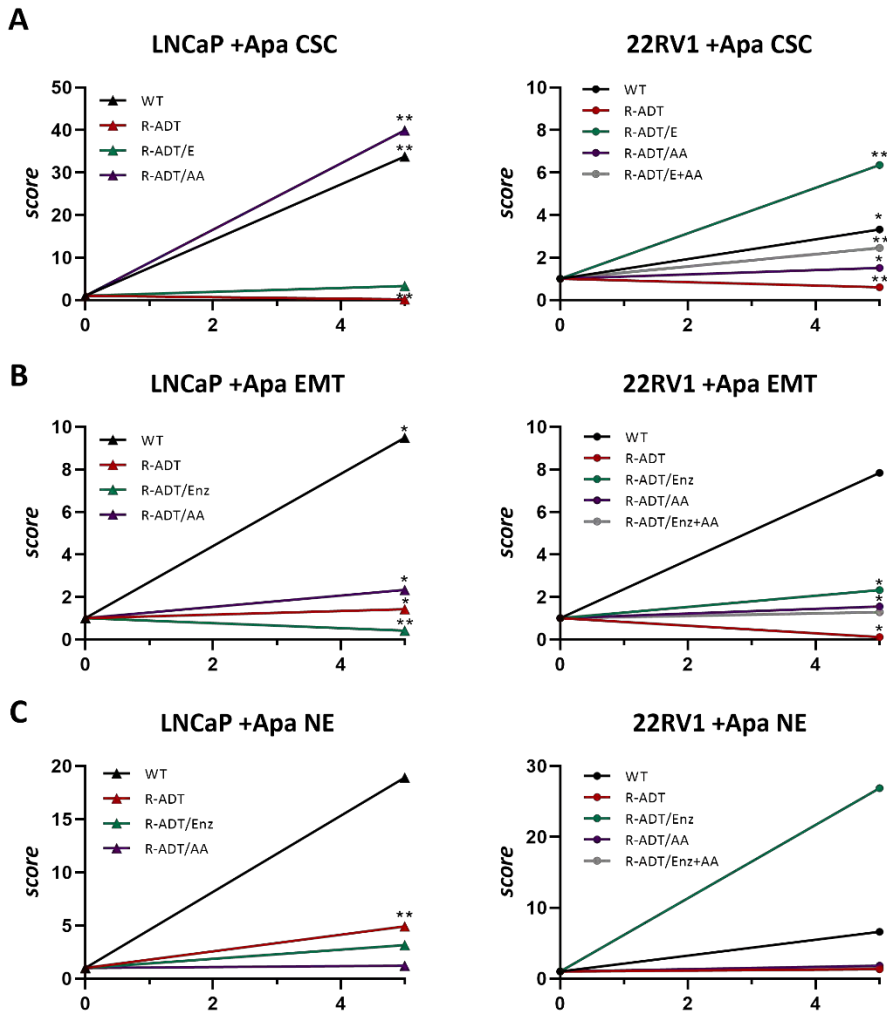 A
LNCaP +Apa CSC
score
50
40
30
20
10
0
0
2
4
WT
R-ADT
R-ADT/E
R-ADT/AA
**
**
**
22RV1 +Apa CSC
score
10
8
6
4
2
0
0
2
4
WT
R-ADT
R-ADT/E
R-ADT/AA
R-ADT/E+AA
**
*
**
*
**
B
LNCaP +Apa EMT
score
10
8
6
4
2
0
0
2
4
WT
R-ADT
R-ADT/Enz
R-ADT/AA
*
*
*
**
22RV1 +Apa EMT
score
10
8
6
4
2
0
0
2
4
WT
R-ADT
R-ADT/Enz
R-ADT/AA
R-ADT/Enz+AA
*
*
*
C
LNCaP +Apa NE
score
20
15
10
5
0
0
2
4
WT
R-ADT
R-ADT/Enz
R-ADT/AA
**
22RV1 +Apa NE
score
30
20
10
0
0
2
4
WT
R-ADT
R-ADT/Enz
R-ADT/AA
R-ADT/Enz+AA